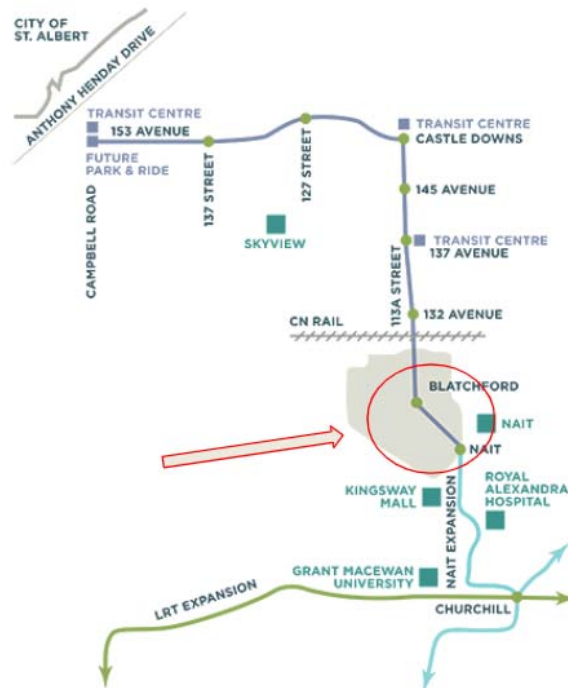 CITY OF
ST. ALBERT
ANTHONY HENDAY DRIVE
TRANSIT CENTRE
153 AVENUE
FUTURE
PARK & RIDE
CAMPBELL ROAD
137 STREET
127 STREET
SKYVIEW
TRANSIT CENTRE
CASTLE DOWNS
145 AVENUE
TRANSIT CENTRE
137 AVENUE
113A STREET
132 AVENUE
CN RAIL
BLATCHFORD
NAIT
NAIT
KINGSWAY
MALL
NAIT EXPANSION
ROYAL
ALEXANDRA
HOSPITAL
GRANT MACEWAN
UNIVERSITY
LRT EXPANSION
CHURCHILL